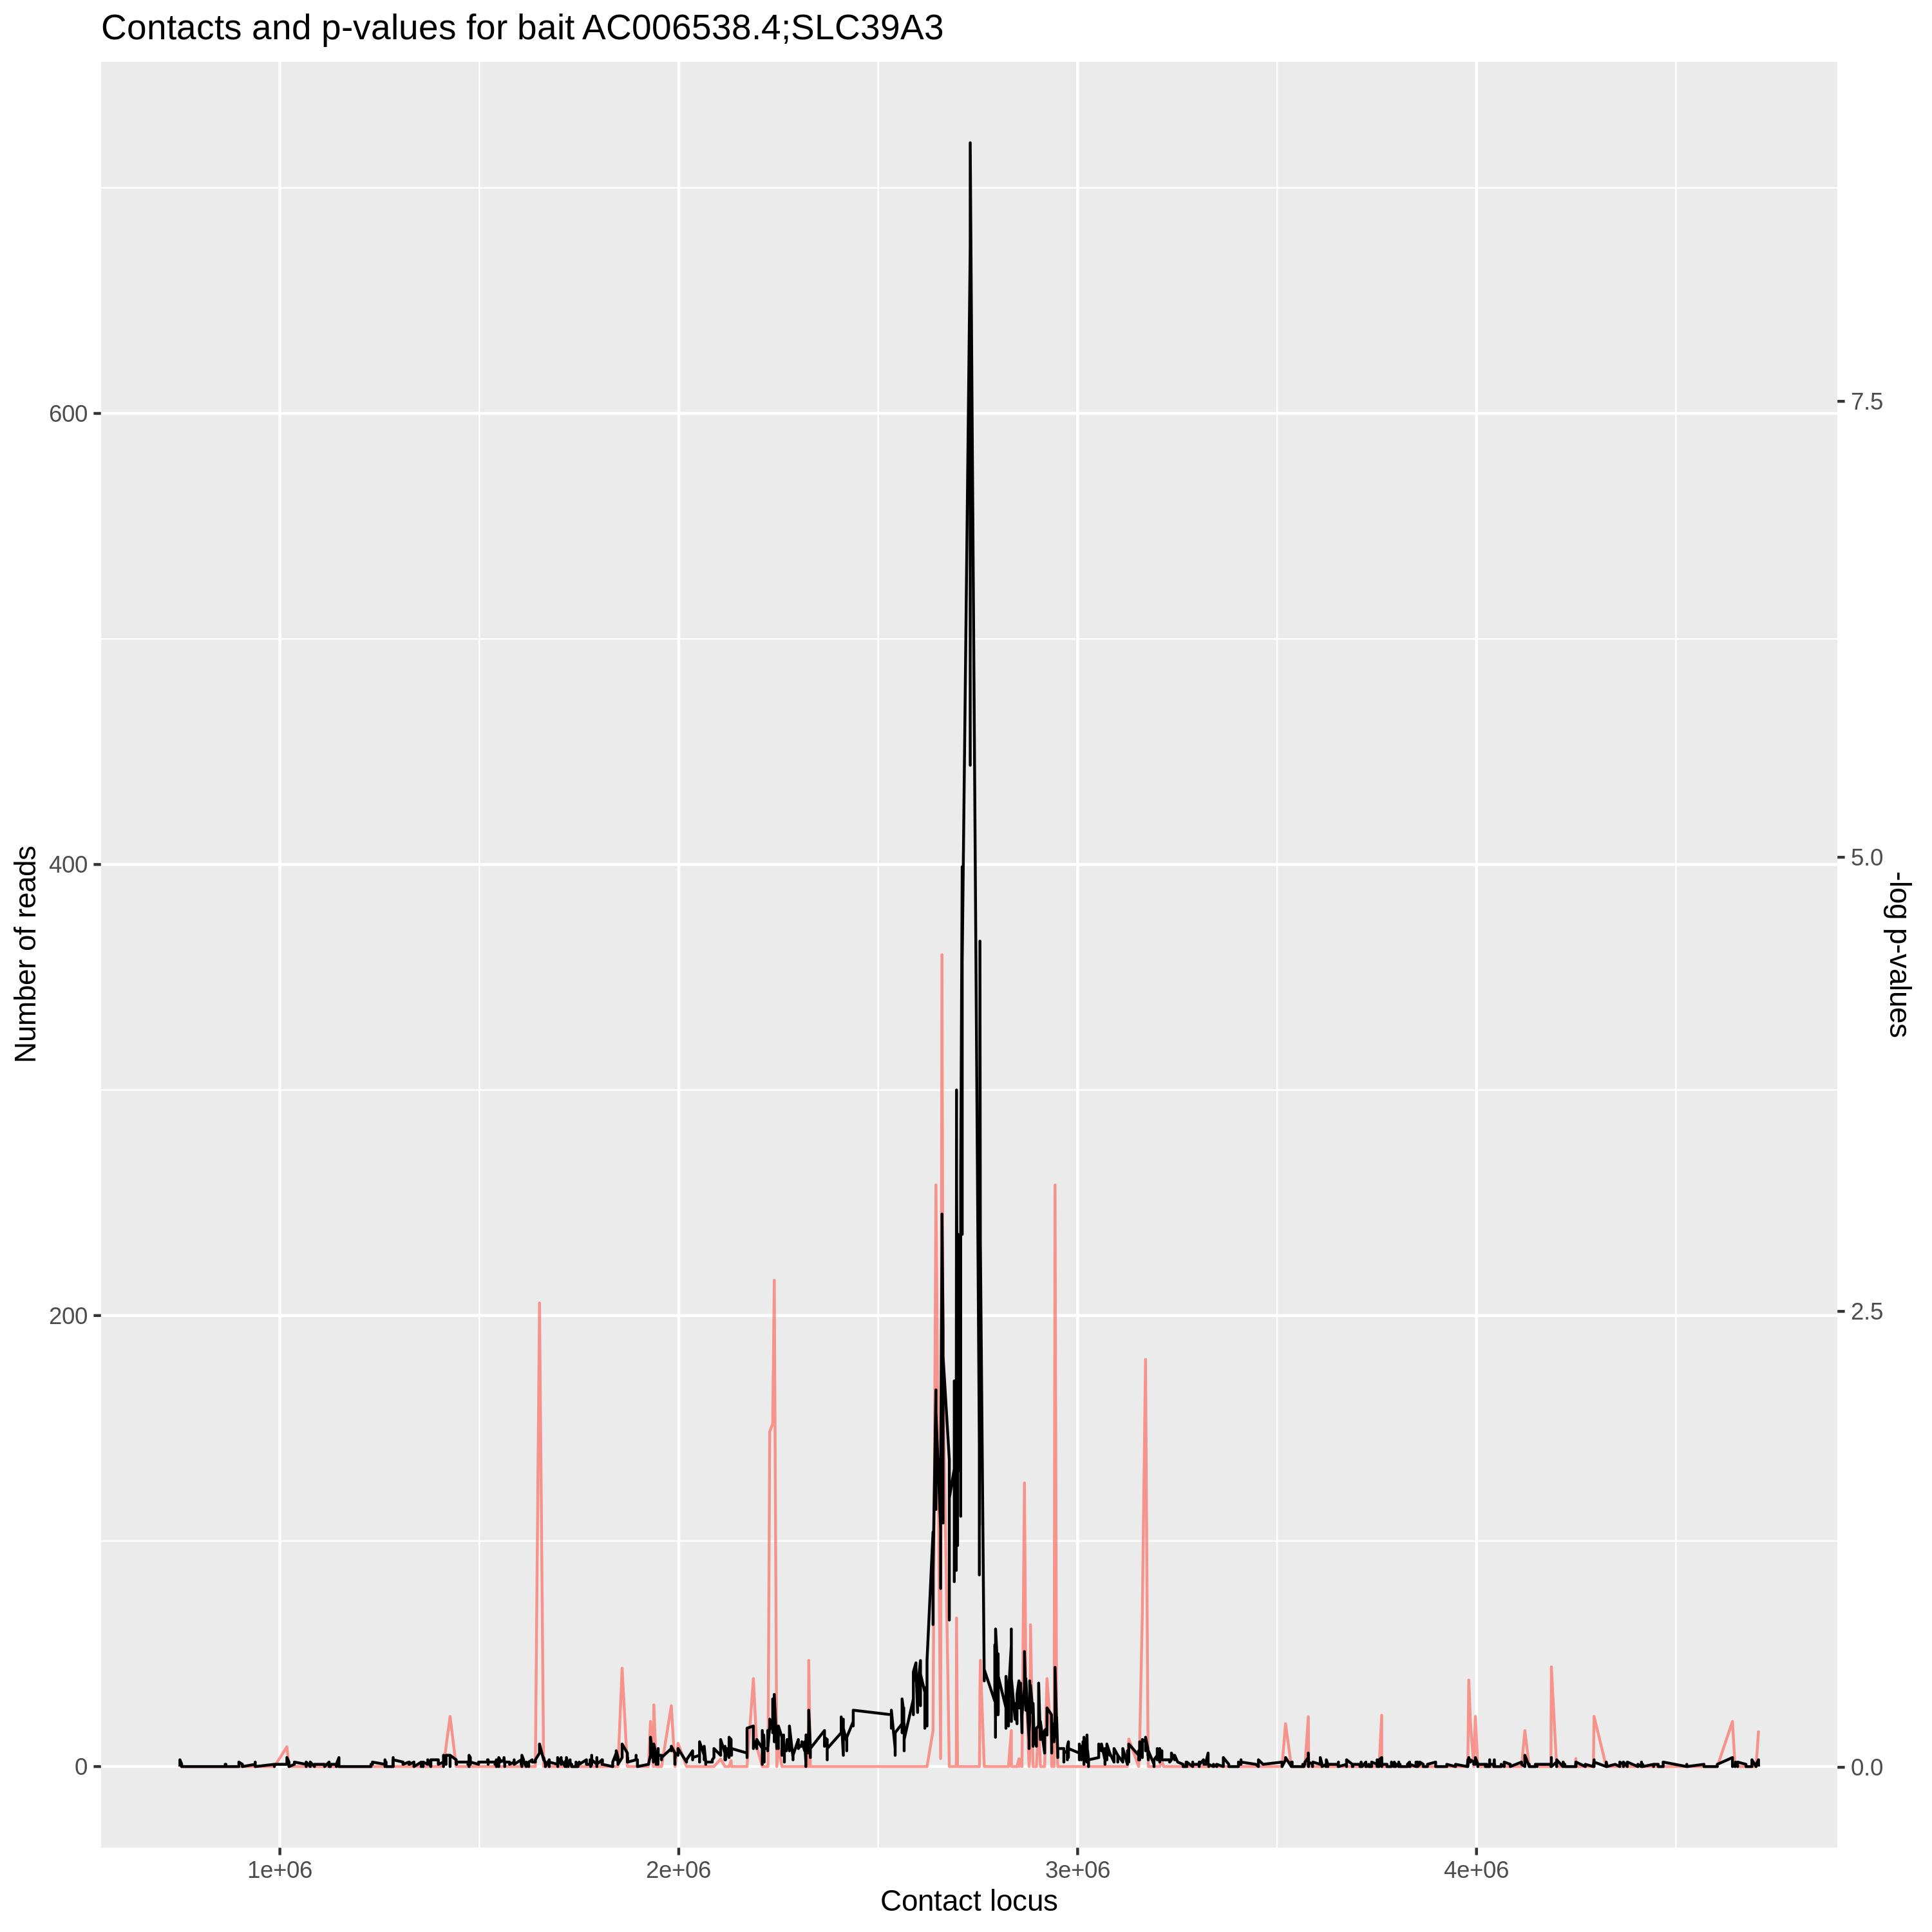 Contacts and p-values for bait AC006538.4;SLC39A3
600
400
200
0
Number of reads
7.5
5.0
2.5
0.0
-log p-values
1e+06
2e+06
3e+06
4e+06
Contact locus